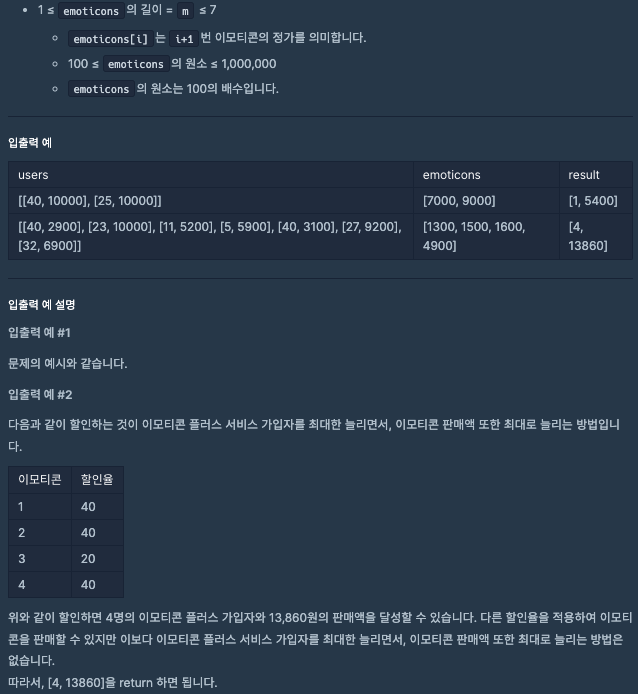 1 ≤ emoticons 의 길이 = m ≤ 7
emoticons[i] 는 i+1 번 이모티콘의 정가를 의미합니다.
100 ≤ emoticons 의 원소 ≤ 1,000,000
emoticons 의 원소는 100의 배수입니다.
입출력 예
users emoticons result
[[40, 10000], [25, 10000]] [7000, 9000] [1, 5400]
[[40, 2900], [23, 10000], [11, 5200], [5, 5900], [40, 3100], [27, 9200], [1300, 1500, 1600, [4,
[32, 6900]] 4900] 13860]
입출력 예 설명
입출력 예 #1
문제의 예시와 같습니다.
입출력 예 #2
다음과 같이 할인하는 것이 이모티콘 플러스 서비스 가입자를 최대한 늘리면서, 이모티콘 판매액 또한 최대로 늘리는 방법입니
다.
이모티콘 할인율
1 40
2 40
3 20
4 40
위와 같이 할인하면 4명의 이모티콘 플러스 가입자와 13,860원의 판매액을 달성할 수 있습니다. 다른 할인율을 적용하여 이모티
콘을 판매할 수 있지만 이보다 이모티콘 플러스 서비스 가입자를 최대한 늘리면서, 이모티콘 판매액 또한 최대로 늘리는 방법은
없습니다.
따라서, [4, 13860]을 return 하면 됩니다.